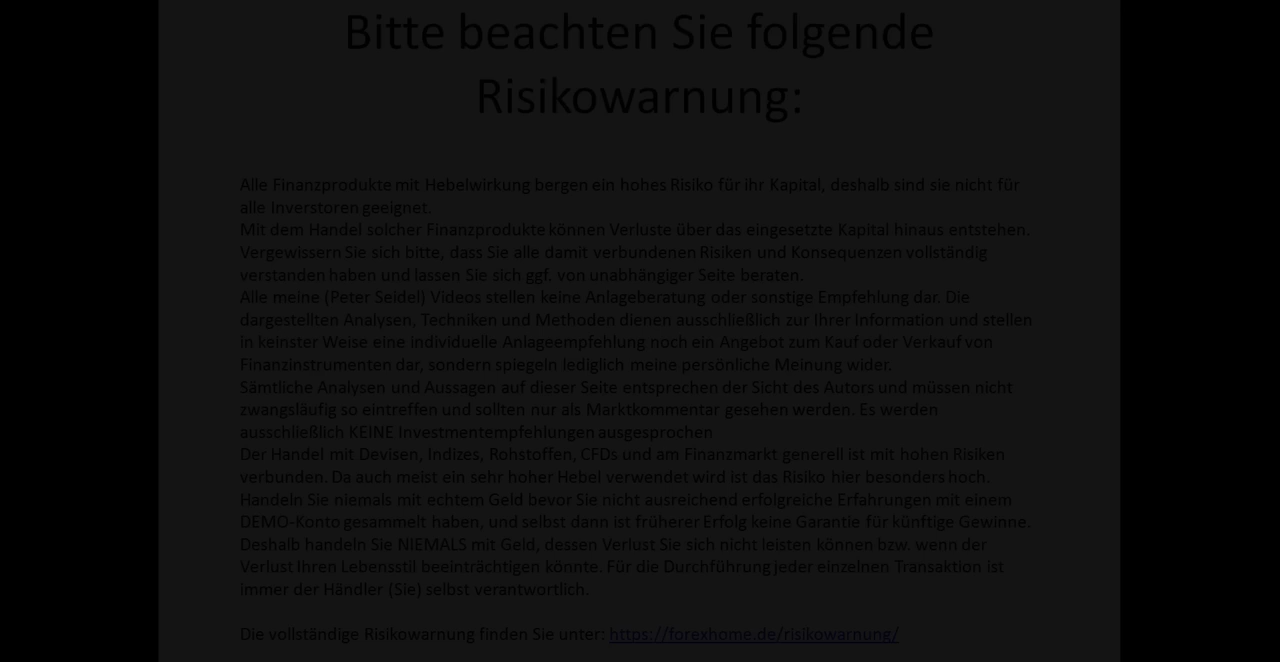 Bitte beachten Sie folgende
Risikowarnung:
Alle Finanzprodukte mit Hebelwirkung bergen ein hohes Risiko für ihr Kapital, deshalb sind sie nicht für
alle Inverstoren geeignet.
Mit dem Handel solcher Finanzprodukte können Verluste über das eingesetzte Kapital hinaus entstehen.
Vergewissern Sie sich bitte, dass Sie alle damit verbundenen Risiken und Konsequenzen vollständig
verstanden haben und lassen Sie sich ggf. von unabhängiger Seite beraten.
Alle meine (Peter Seidel) Videos stellen keine Anlageberatung oder sonstige Empfehlung dar. Die
dargestellten Analysen, Techniken und Methoden dienen ausschließlich zur Ihrer Information und stellen
in keinster Weise eine individuelle Anlageempfehlung noch ein Angebot zum Kauf oder Verkauf von
Finanzinstrumenten dar, sondern spiegeln lediglich meine persönliche Meinung wider.
Sämtliche Analysen und Aussagen auf dieser Seite entsprechen der Sicht des Autors und müssen nicht
zwangsläufig so eintreffen und sollten nur als Marktkommentar gesehen werden. Es werden
ausschließlich KEINE Investmentempfehlungen ausgesprochen
Der Handel mit Devisen, Indizes, Rohstoffen, CFDs und am Finanzmarkt generell ist mit hohen Risiken
verbunden. Da auch meist ein sehr hoher Hebel verwendet wird ist das Risiko hier besonders hoch.
Handeln Sie niemals mit echtem Geld bevor Sie nicht ausreichend erfolgreiche Erfahrungen mit einem
DEMO-Konto gesammelt haben, und selbst dann ist früherer Erfolg keine Garantie für künftige Gewinne.
Deshalb handeln Sie NIEMALS mit Geld, dessen Verlust Sie sich nicht leisten können bzw. wenn der
Verlust Ihren Lebensstil beeinträchtigen könnte. Für die Durchführung jeder einzelnen Transaktion ist
immer der Händler (Sie) selbst verantwortlich.
Die vollständige Risikowarnung finden Sie unter: https://forexhome.de/risikowarnung/